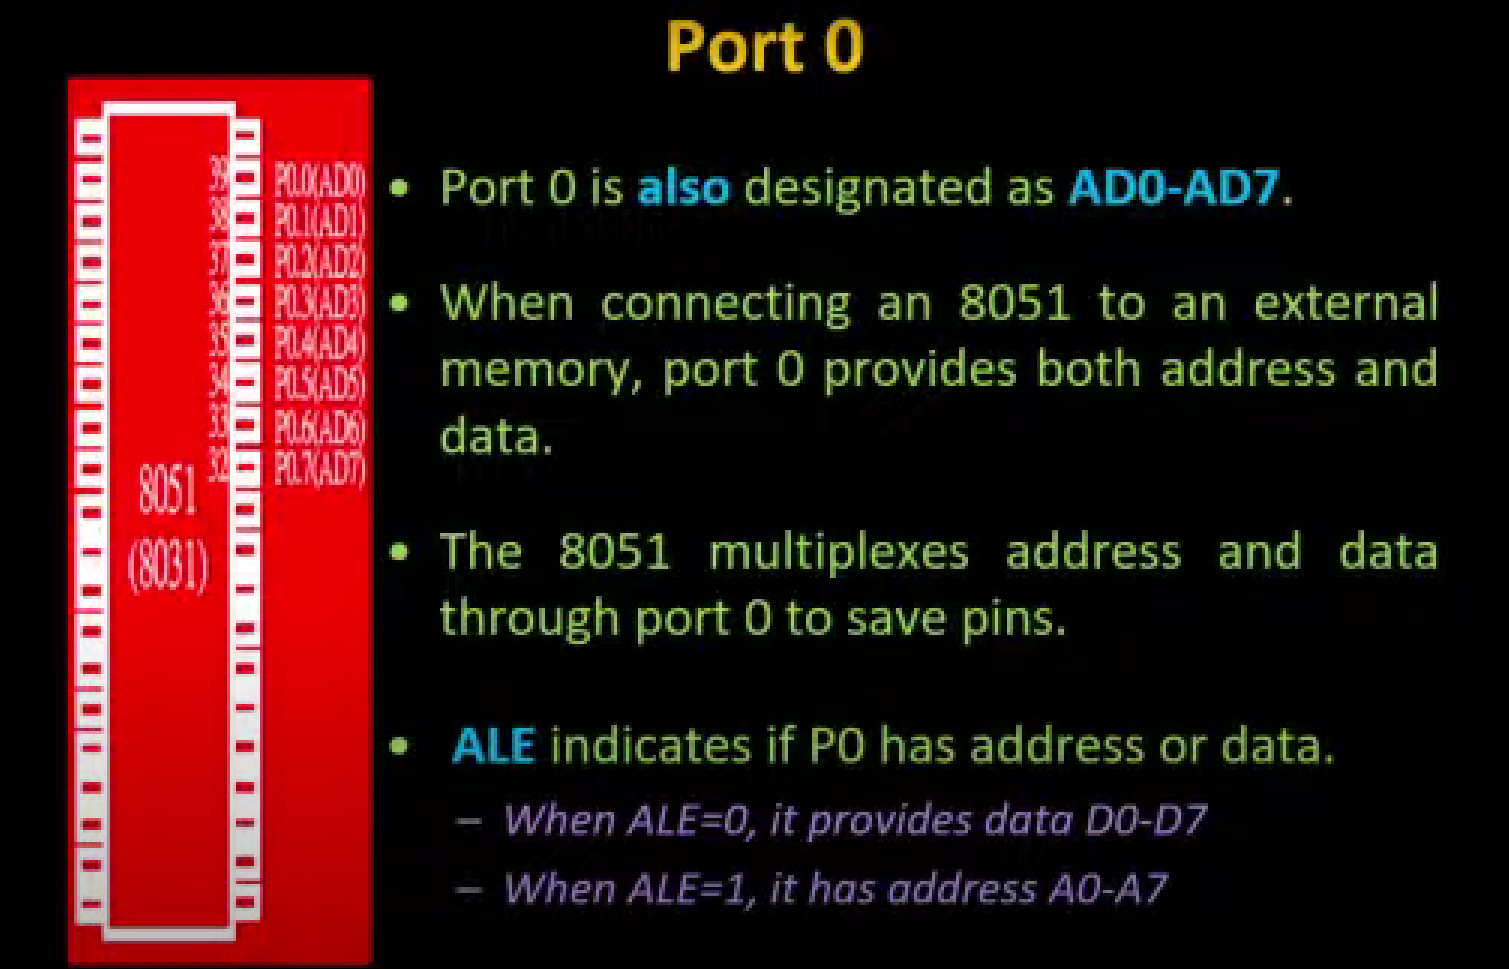 Port 0
39 P0.0(AD0)
38 P0.1(AD1)
37 P0.2(AD2)
36 P0.3(AD3)
35 P0.4(AD4)
34 P0.5(AD5)
33 P0.6(AD6)
32 P0.7(AD7)
8051
(8031)
• Port 0 is also designated as AD0-AD7.
• When connecting an 8051 to an external
memory, port 0 provides both address and
data.
• The 8051 multiplexes address and data
through port 0 to save pins.
• ALE indicates if P0 has address or data.
– When ALE=0, it provides data D0-D7
– When ALE=1, it has address A0-A7